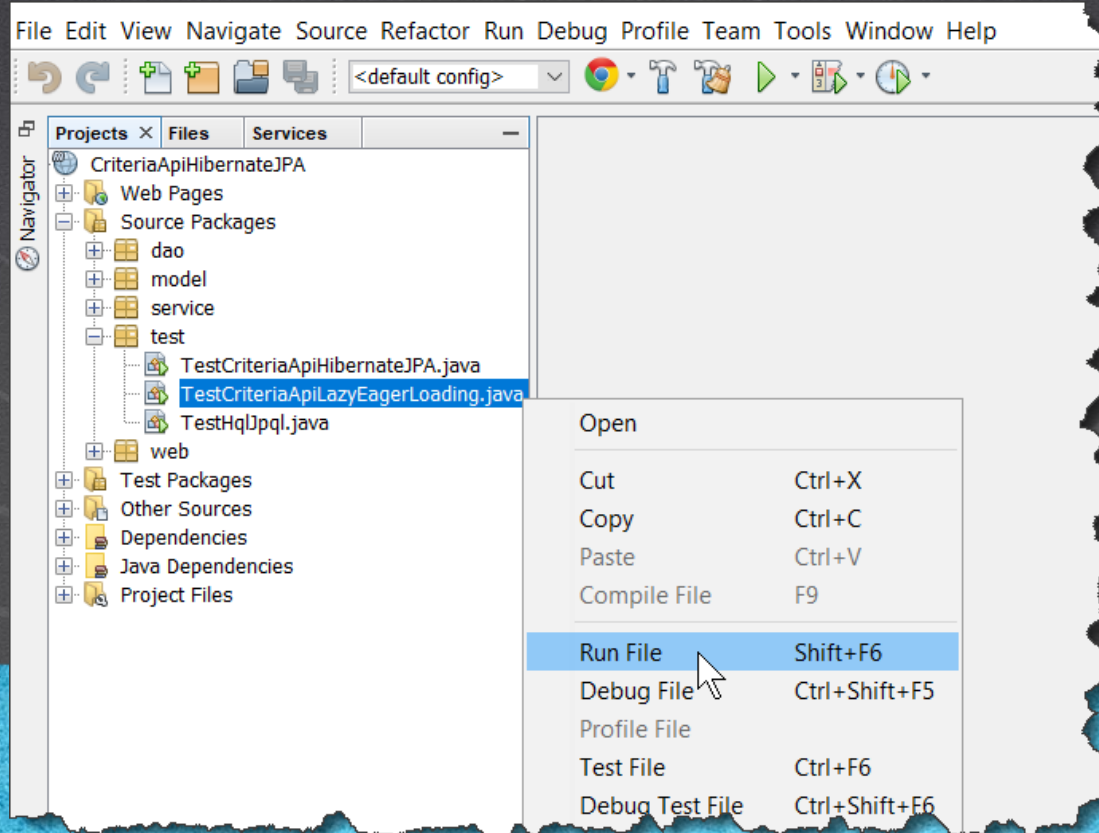 File Edit View Navigate Source Refactor Run Debug Profile Team Tools Window Help
<default config>
Projects × Files Services
Navigator
CriteriaApiHibernateJPA
Web Pages
Source Packages
dao
model
service
test
TestCriteriaApiHibernateJPA.java
TestCriteriaApiLazyEagerLoading.java
TestHqlJpql.java
web
Test Packages
Other Sources
Dependencies
Java Dependencies
Project Files
Open
Cut Ctrl+X
Copy Ctrl+C
Paste Ctrl+V
Compile File F9
Run File Shift+F6
Debug File Ctrl+Shift+F5
Profile File
Test File Ctrl+F6
Debug Test File Ctrl+Shift+F6